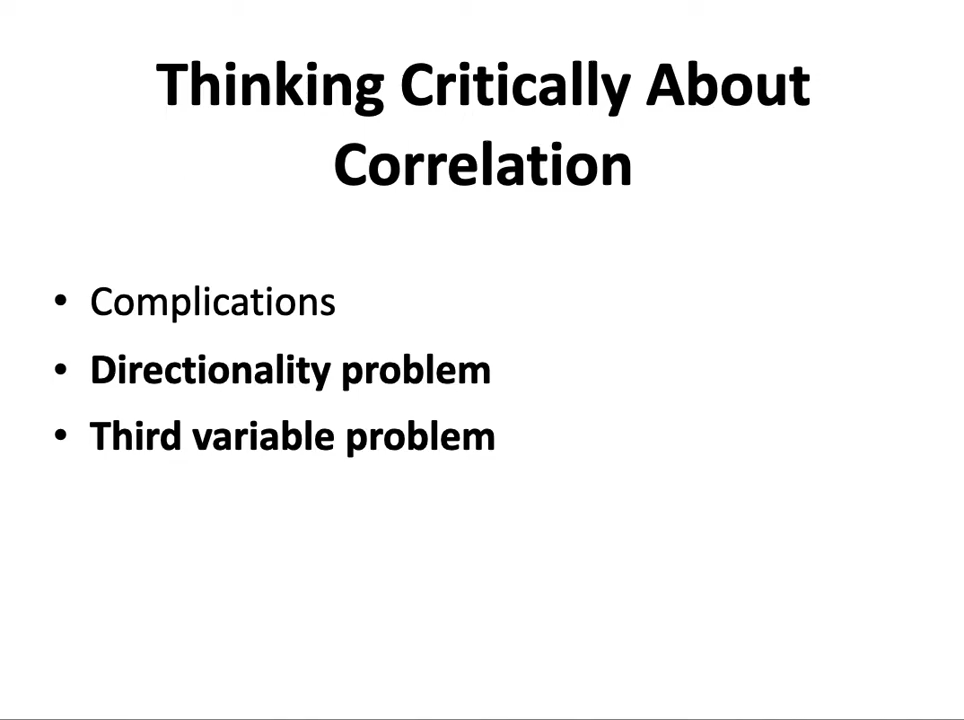 Thinking Critically About
Correlation
• Complications
• Directionality problem
• Third variable problem